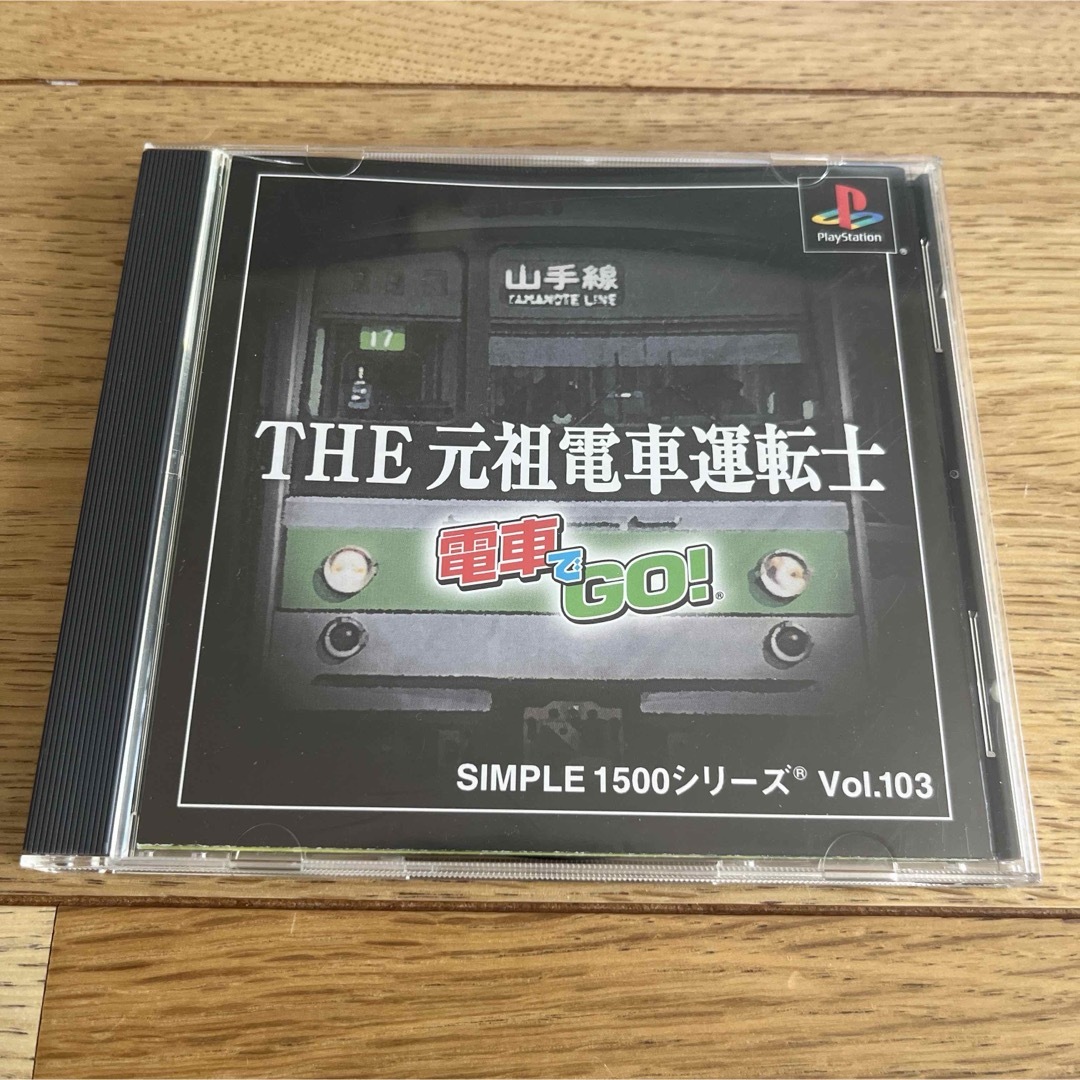 PlayStation
®
山手線
YAMANOTE LINE
17
THE 元祖電車運転士
電車でGO!®
SIMPLE 1500シリーズ® Vol.103